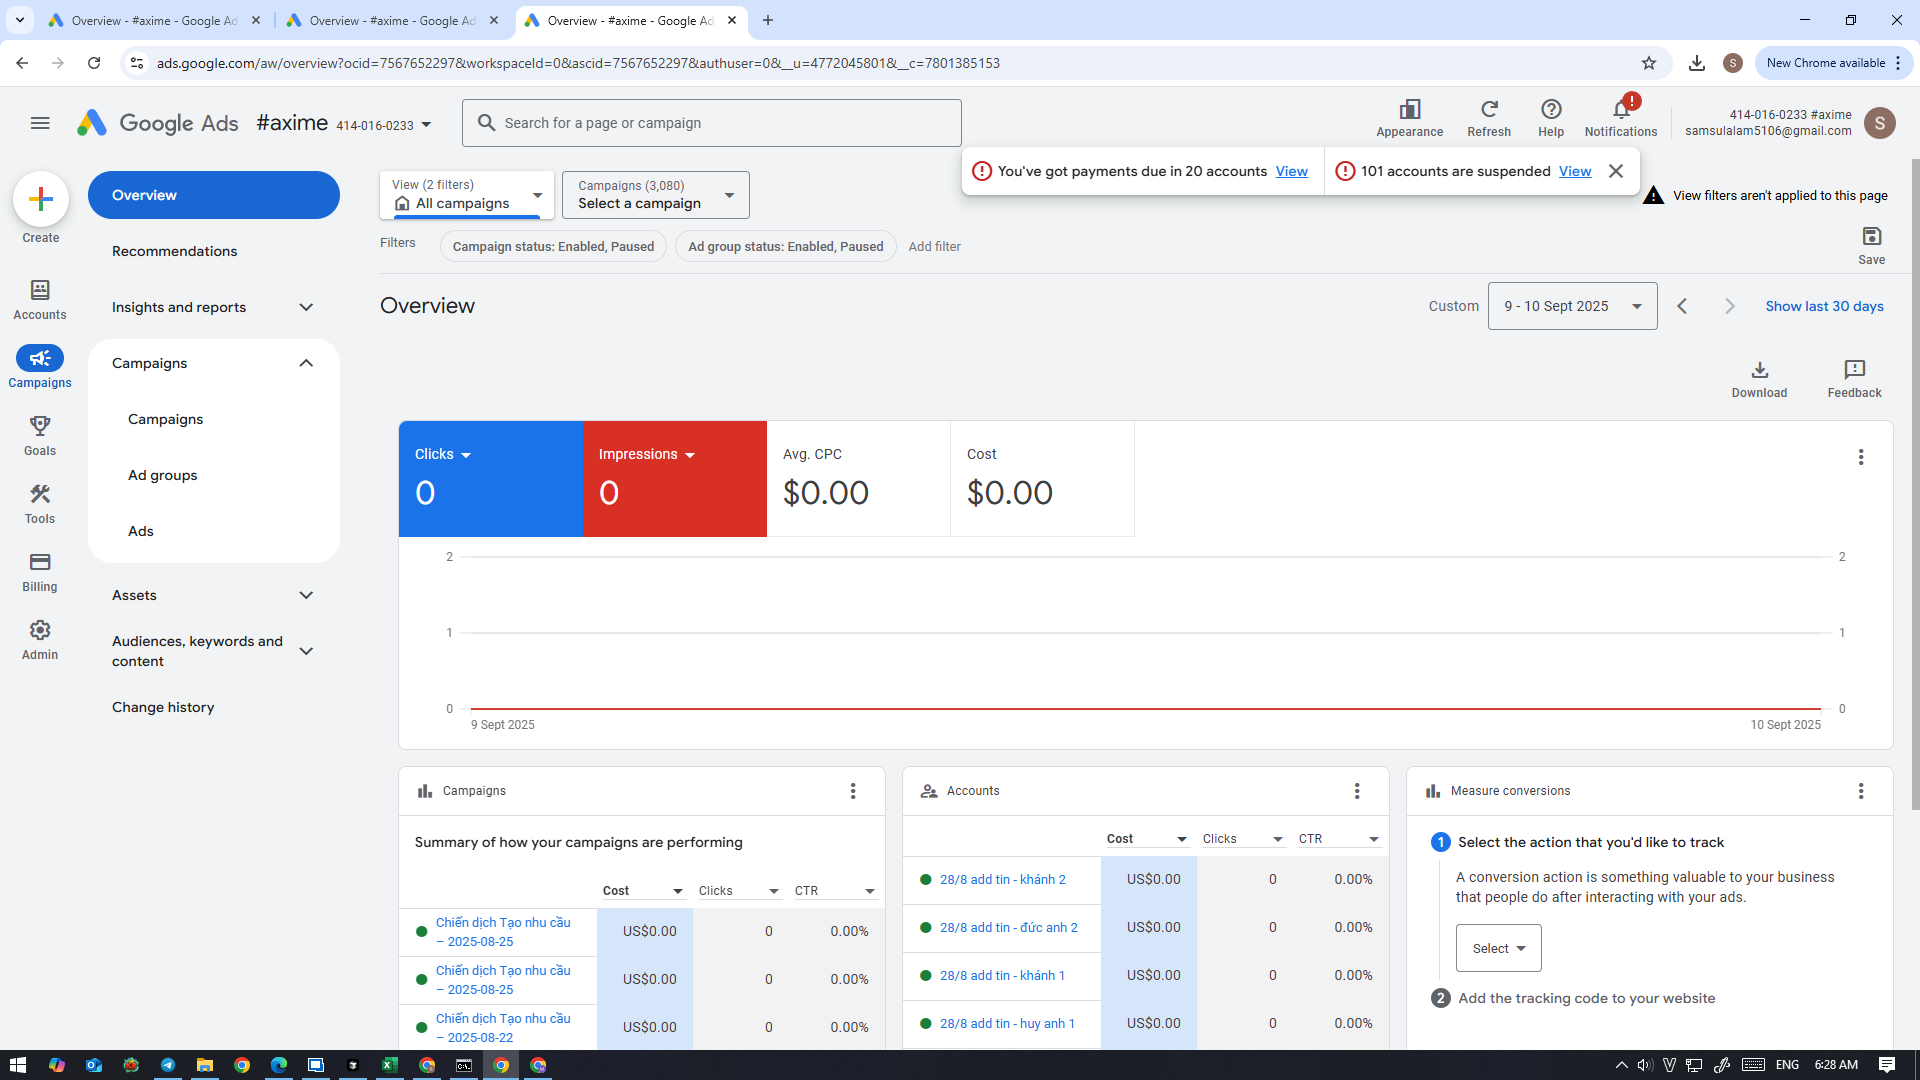 Overview - #axime - Google Ad
Overview - #axime - Google Ad
Overview - #axime - Google Ad
ads.google.com/aw/overview?ocid=7567652297&workspaceId=0&ascid=7567652297&authuser=0&__u=4772045801&__c=7801385153
S
New Chrome available
Google Ads
#axime 414-016-0233
Search for a page or campaign
Appearance
Refresh
Help
Notifications
414-016-0233 #axime
samsulalam5106@gmail.com
S
You've got payments due in 20 accounts View
101 accounts are suspended View
View filters aren't applied to this page
Create
Accounts
Campaigns
Goals
Tools
Billing
Admin
Overview
Recommendations
Insights and reports
Campaigns
Campaigns
Ad groups
Ads
Assets
Audiences, keywords and
content
Change history
View (2 filters)
All campaigns
Campaigns (3,080)
Select a campaign
Filters
Campaign status: Enabled, Paused
Ad group status: Enabled, Paused
Add filter
Save
Overview
Custom
9 - 10 Sept 2025
Show last 30 days
Download
Feedback
Clicks
0
Impressions
0
Avg. CPC
$0.00
Cost
$0.00
2 2
1 1
0 0
9 Sept 2025
10 Sept 2025
Campaigns
Summary of how your campaigns are performing
Cost Clicks CTR
Chiến dịch Tạo nhu cầu
– 2025-08-25
US$0.00 0 0.00%
Chiến dịch Tạo nhu cầu
– 2025-08-25
US$0.00 0 0.00%
Chiến dịch Tạo nhu cầu
– 2025-08-22
US$0.00 0 0.00%
Accounts
Cost Clicks CTR
28/8 add tin - khánh 2 US$0.00 0 0.00%
28/8 add tin - đức anh 2 US$0.00 0 0.00%
28/8 add tin - khánh 1 US$0.00 0 0.00%
28/8 add tin - huy anh 1 US$0.00 0 0.00%
Measure conversions
1 Select the action that you'd like to track
A conversion action is something valuable to your business
that people do after interacting with your ads.
Select
2 Add the tracking code to your website
ENG
6:28 AM